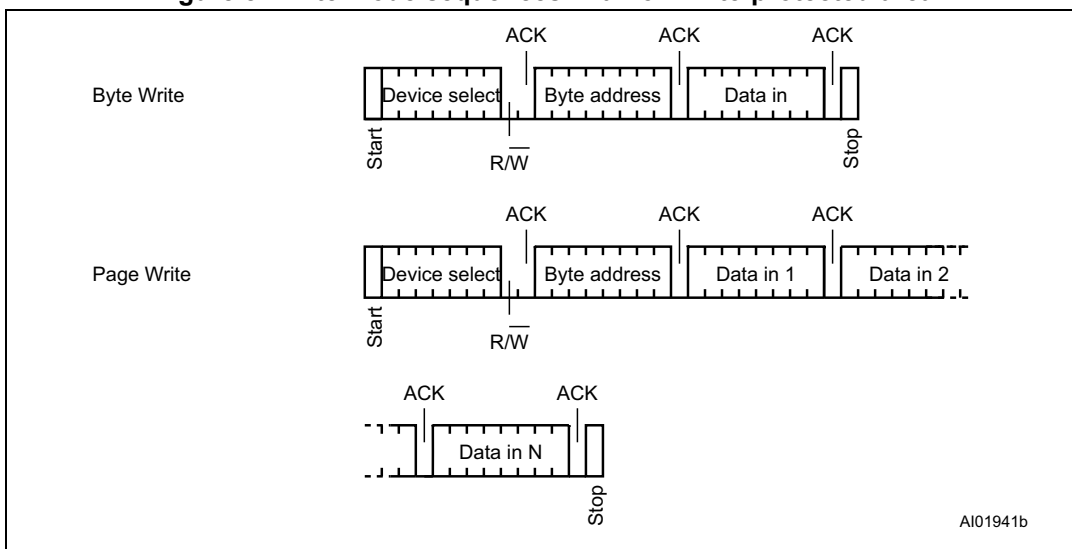 ACK ACK ACK
Byte Write Device select Byte address Data in
Start R/W̅ Stop
ACK ACK ACK
Page Write Device select Byte address Data in 1 Data in 2
Start R/W̅
ACK ACK
Data in N
Stop
AI01941b